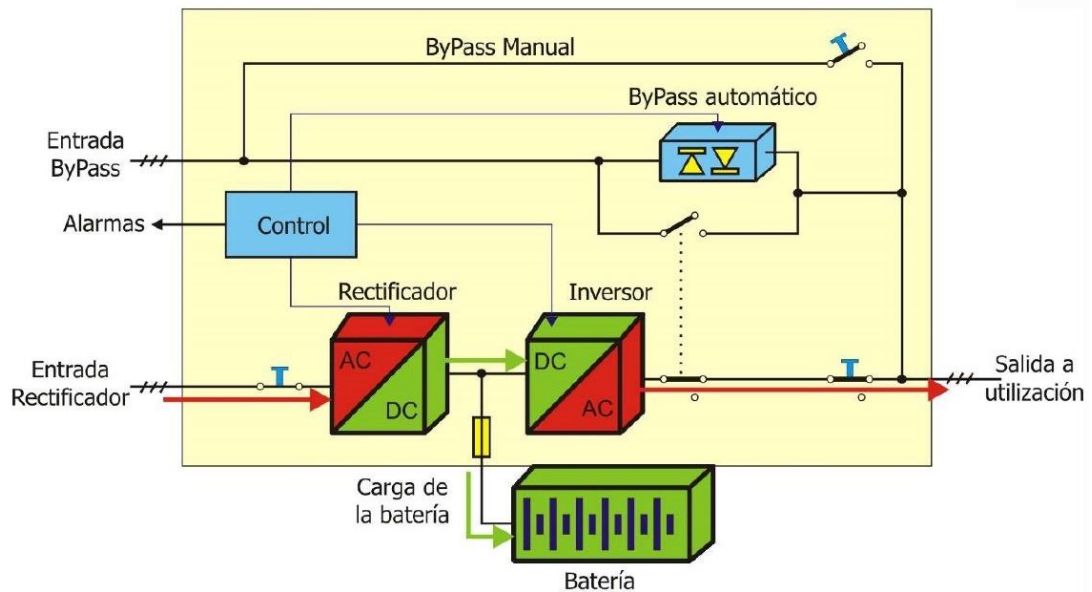 ByPass Manual
ByPass automático
Entrada
ByPass
Alarmas
Control
Rectificador
Inversor
AC
DC
DC
AC
Entrada
Rectificador
Salida a
utilización
Carga de
la batería
Batería